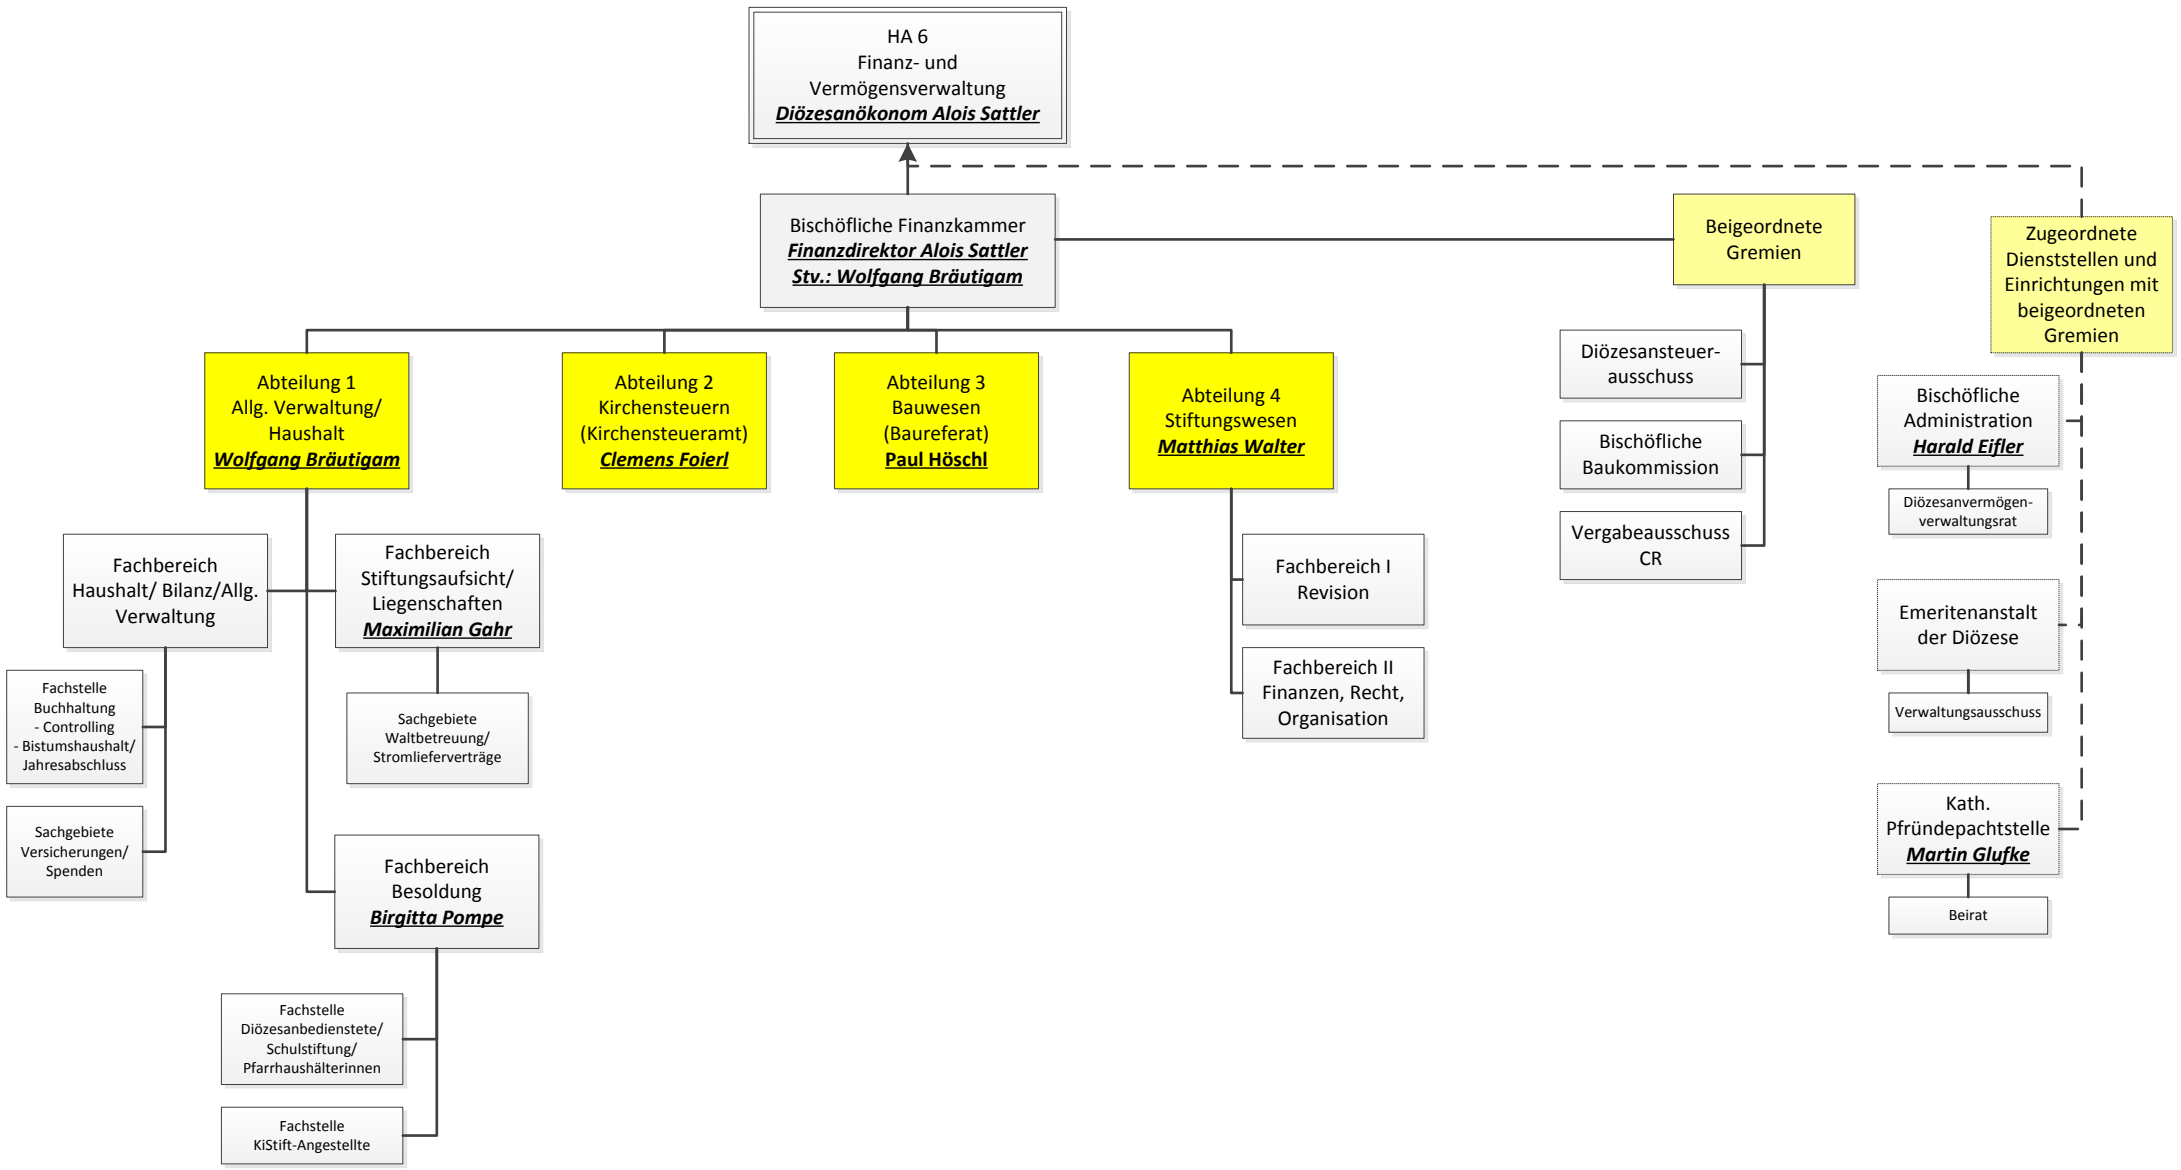 HA 6
Finanz- und
Vermögensverwaltung
Diözesanökonom Alois Sattler
Bischöfliche Finanzkammer
Finanzdirektor Alois Sattler
Stv.: Wolfgang Bräutigam
Beigeordnete
Gremien
Zugeordnete
Dienststellen und
Einrichtungen mit
beigeordneten
Gremien
Abteilung 1
Allg. Verwaltung/
Haushalt
Wolfgang Bräutigam
Abteilung 2
Kirchensteuern
(Kirchensteueramt)
Clemens Foierl
Abteilung 3
Bauwesen
(Baureferat)
Paul Höschl
Abteilung 4
Stiftungswesen
Matthias Walter
Diözesansteuer-
ausschuss
Bischöfliche
Baukommission
Vergabeausschuss
CR
Bischöfliche
Administration
Harald Eifler
Diözesanvermögen-
verwaltungsrat
Emeritenanstalt
der Diözese
Verwaltungsausschuss
Kath.
Pfründepachtstelle
Martin Glufke
Beirat
Fachbereich
Haushalt/ Bilanz/Allg.
Verwaltung
Fachstelle
Buchhaltung
- Controlling
- Bistumshaushalt/
Jahresabschluss
Sachgebiete
Versicherungen/
Spenden
Fachbereich
Stiftungsaufsicht/
Liegenschaften
Maximilian Gahr
Sachgebiete
Waltbetreuung/
Stromlieferverträge
Fachbereich
Besoldung
Birgitta Pompe
Fachstelle
Diözesanbedienstete/
Schulstiftung/
Pfarrhaushälterinnen
Fachstelle
KiStift-Angestellte
Fachbereich I
Revision
Fachbereich II
Finanzen, Recht,
Organisation